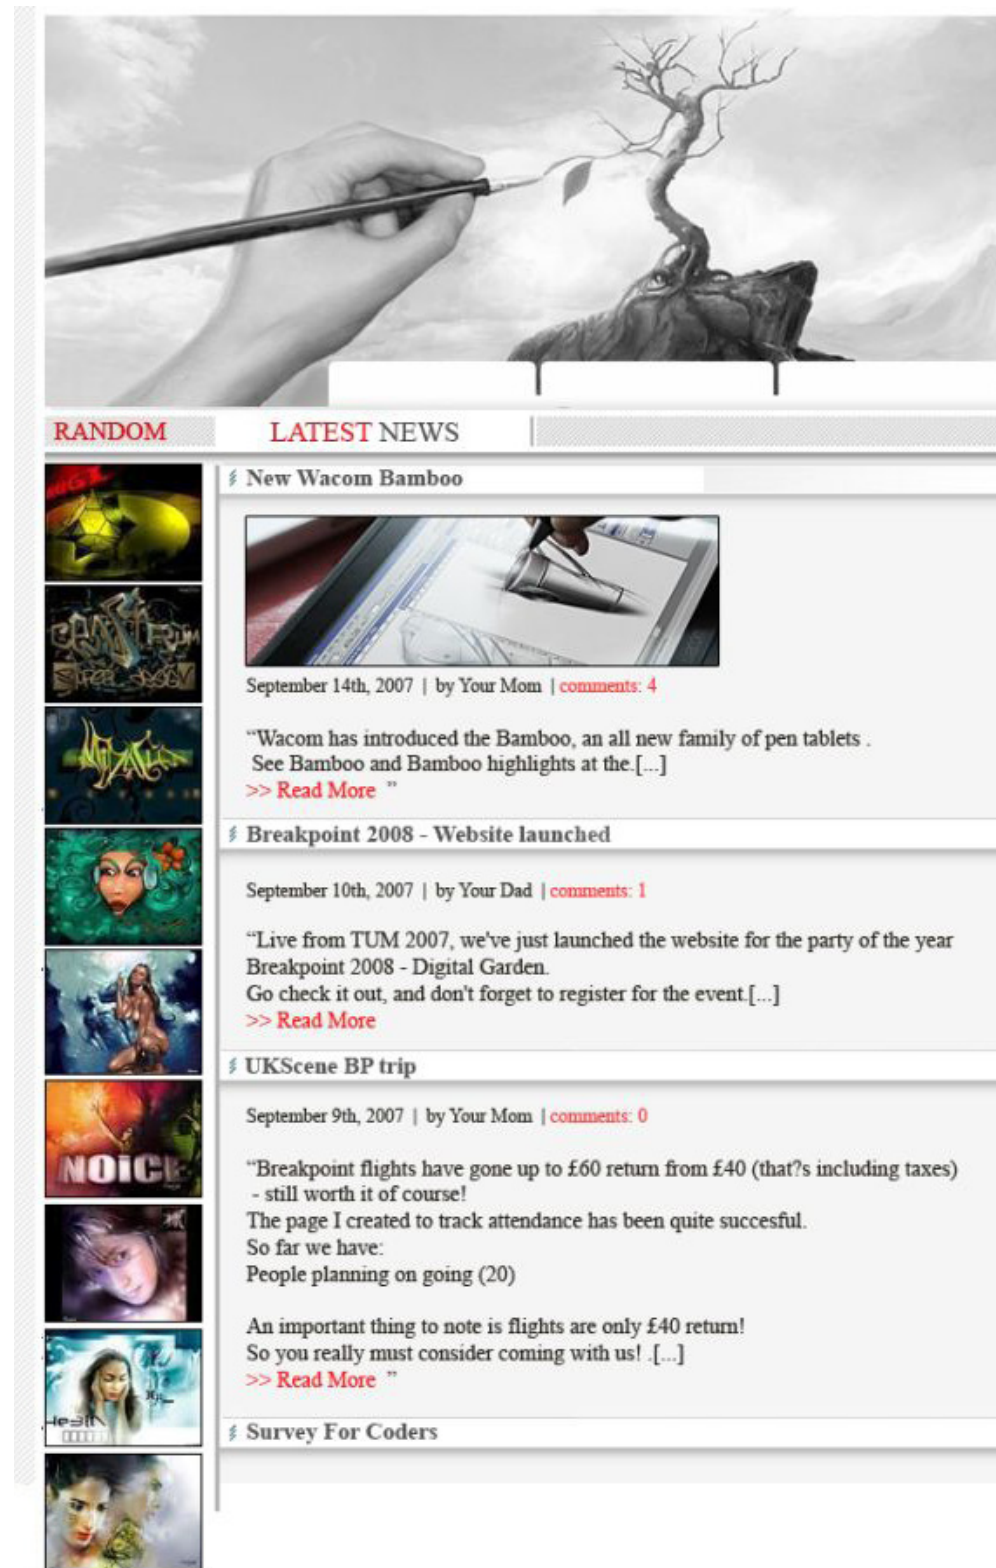 RANDOM
LATEST NEWS
New Wacom Bamboo
September 14th, 2007 | by Your Mom | comments: 4
“Wacom has introduced the Bamboo, an all new family of pen tablets .
See Bamboo and Bamboo highlights at the.[...]
>> Read More ”
Breakpoint 2008 - Website launched
September 10th, 2007 | by Your Dad | comments: 1
“Live from TUM 2007, we've just launched the website for the party of the year
Breakpoint 2008 - Digital Garden.
Go check it out, and don't forget to register for the event.[...]
>> Read More
UKScene BP trip
September 9th, 2007 | by Your Mom | comments: 0
“Breakpoint flights have gone up to £60 return from £40 (that?s including taxes)
- still worth it of course!
The page I created to track attendance has been quite succesful.
So far we have:
People planning on going (20)
An important thing to note is flights are only £40 return!
So you really must consider coming with us! .[...]
>> Read More ”
Survey For Coders
NOiCE